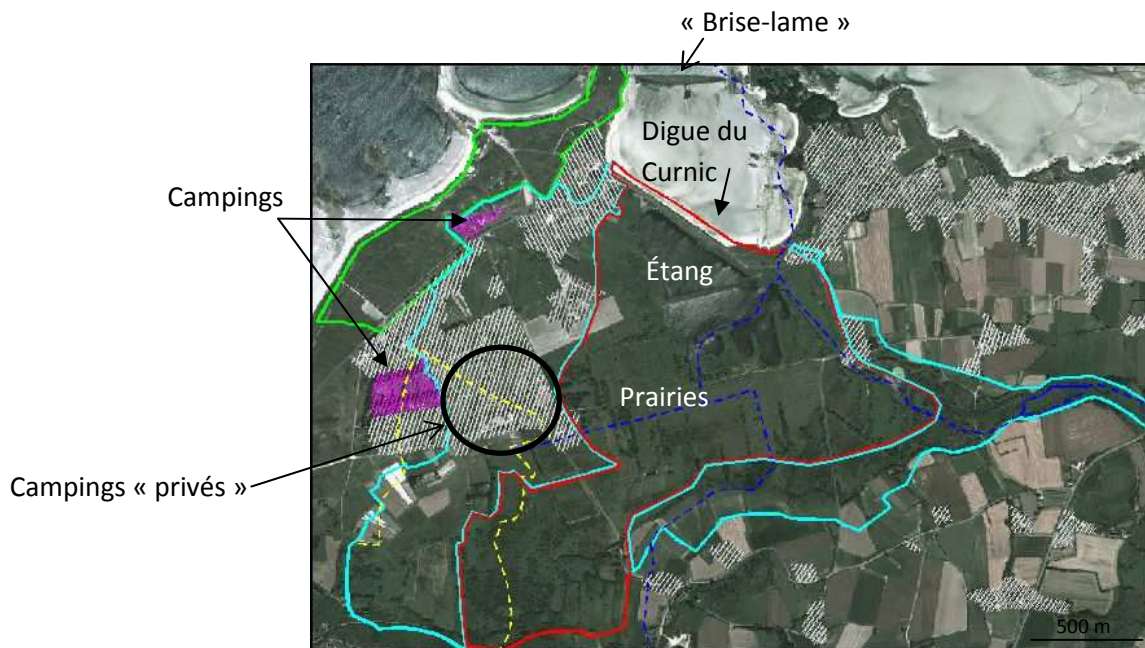 « Brise-lame »
Digue du
Curnic
Campings
Étang
Prairies
Campings « privés »
500 m